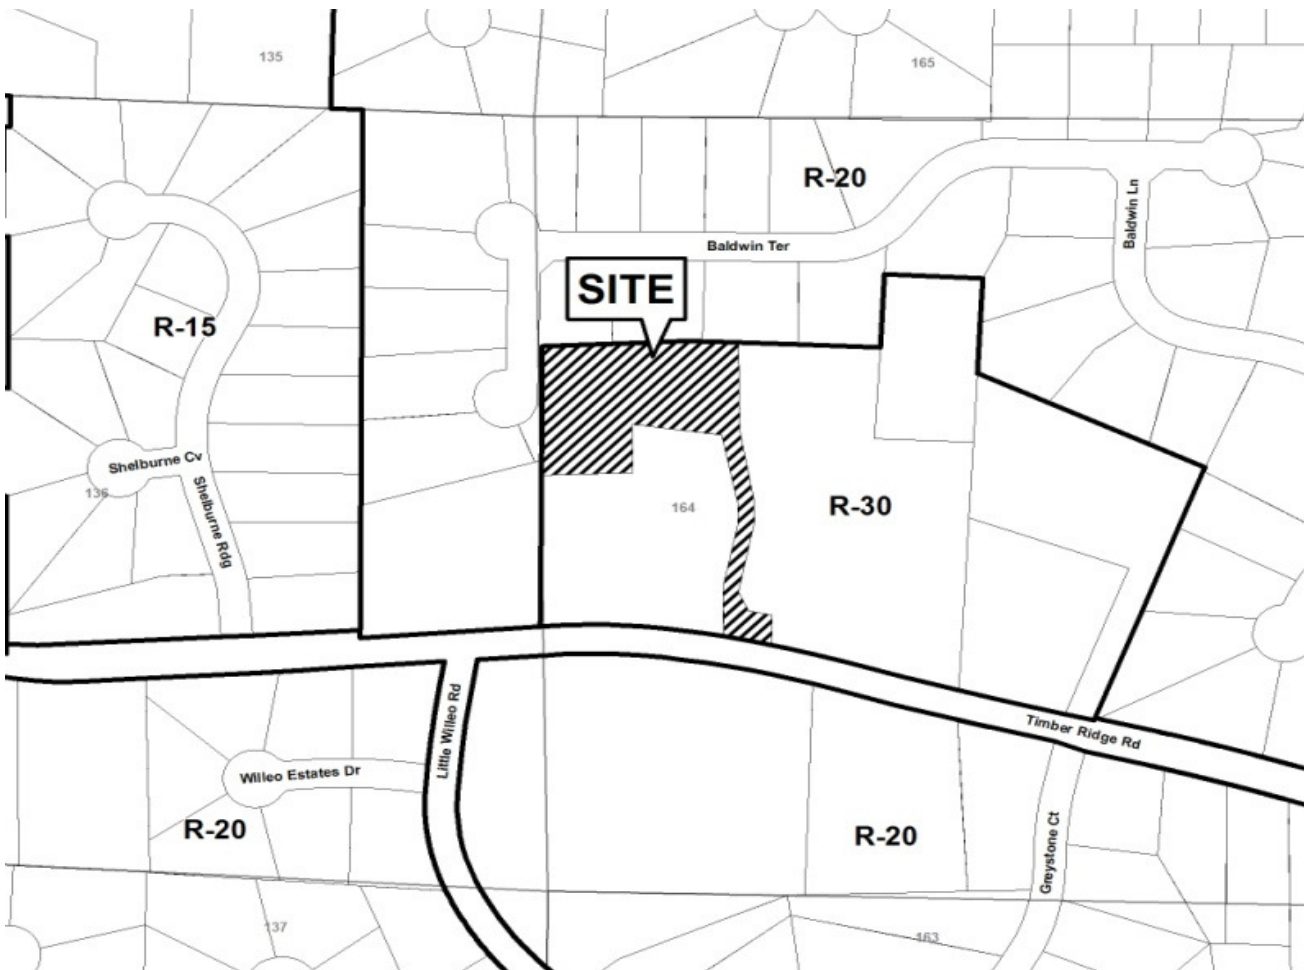 135
165
R-20
Baldwin Ln
Baldwin Ter
SITE
R-15
Shelburne Cv
136
Shelburne Rdg
164
R-30
Little Willeo Rd
Timber Ridge Rd
Willeo Estates Dr
R-20
R-20
Greystone Ct
137
163